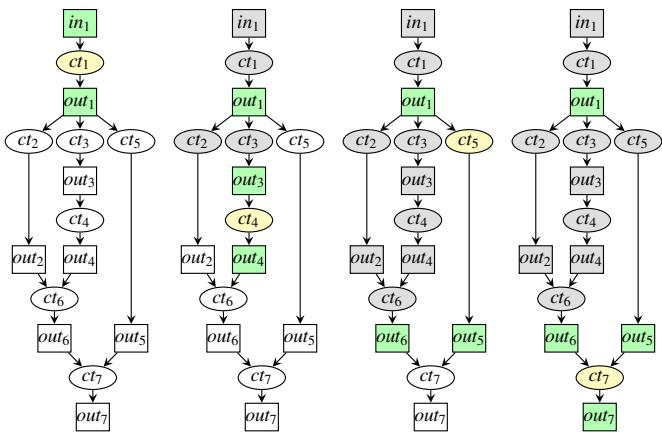 in1 in1 in1 in1
ct1 ct1 ct1 ct1
out1 out1 out1 out1
ct2 ct3 ct5 ct2 ct3 ct5 ct2 ct3 ct5 ct2 ct3 ct5
out3 out3 out3 out3
ct4 ct4 ct4 ct4
out2 out4 out2 out4 out2 out4 out2 out4
ct6 ct6 ct6 ct6
out6 out5 out6 out5 out6 out5 out6 out5
ct7 ct7 ct7 ct7
out7 out7 out7 out7